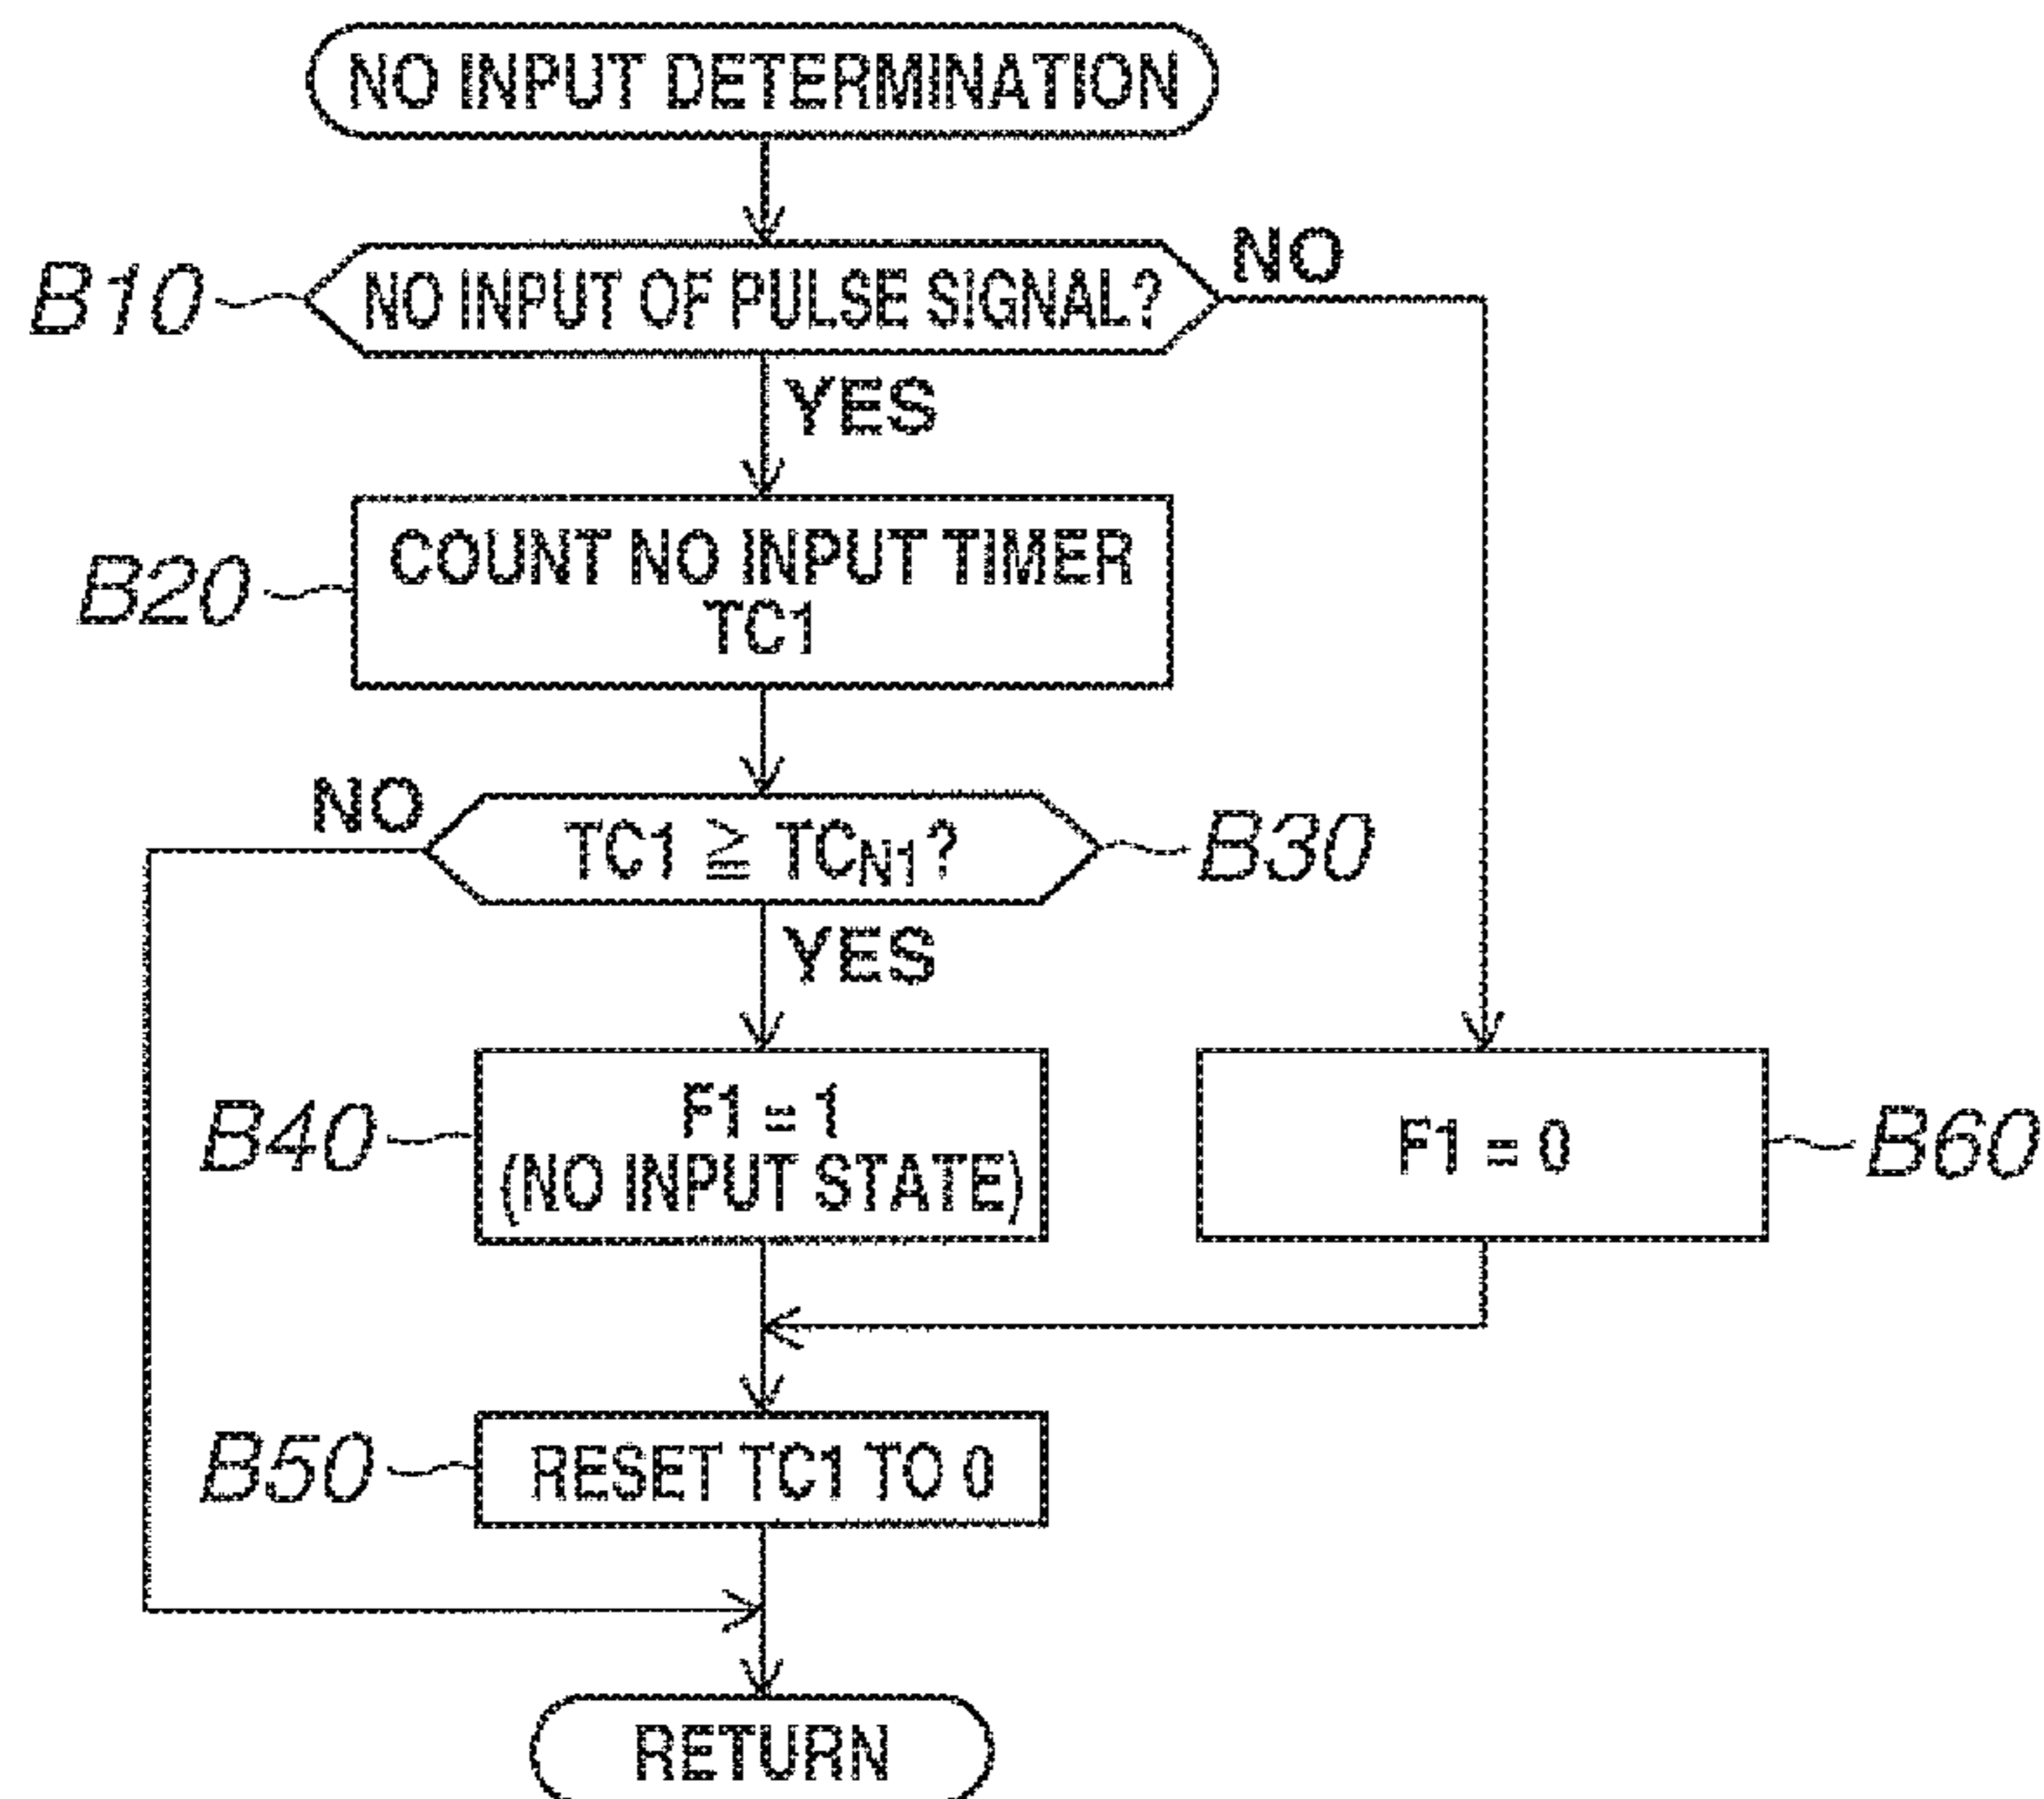 NO INPUT DETERMINATION
B10
NO INPUT OF PULSE SIGNAL?
NO
YES
B20
COUNT NO INPUT TIMER
TC1
NO
TC1 ≧ TCN1?
B30
YES
B40
F1 = 1
(NO INPUT STATE)
F1 = 0
B60
B50
RESET TC1 TO 0
RETURN